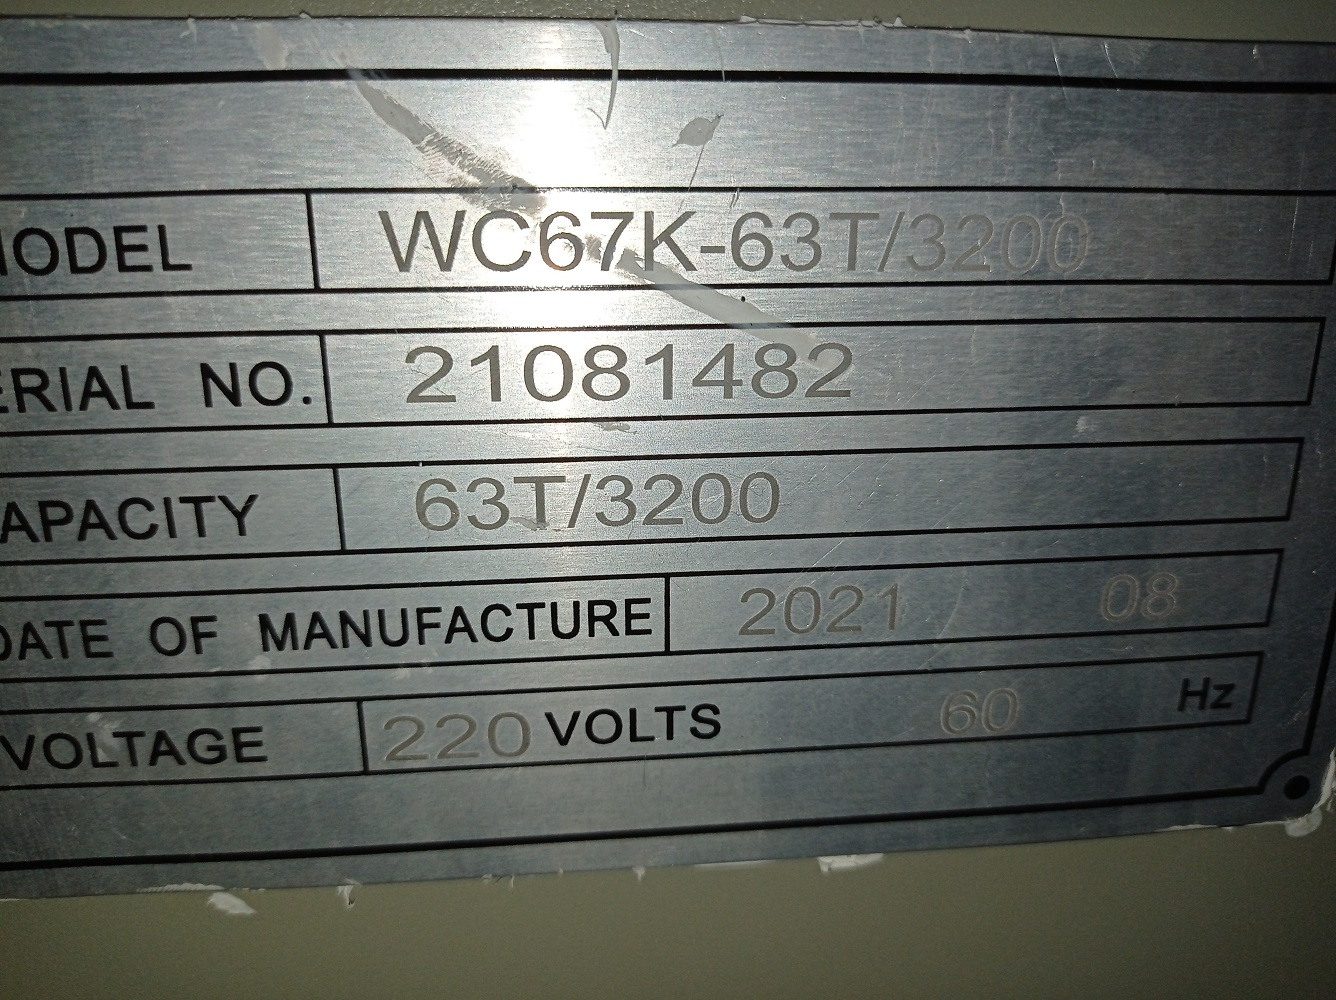 MODEL WC67K-63T/3200
ERIAL NO. 21081482
APACITY 63T/3200
DATE OF MANUFACTURE 2021 08
VOLTAGE 220 VOLTS 60 Hz